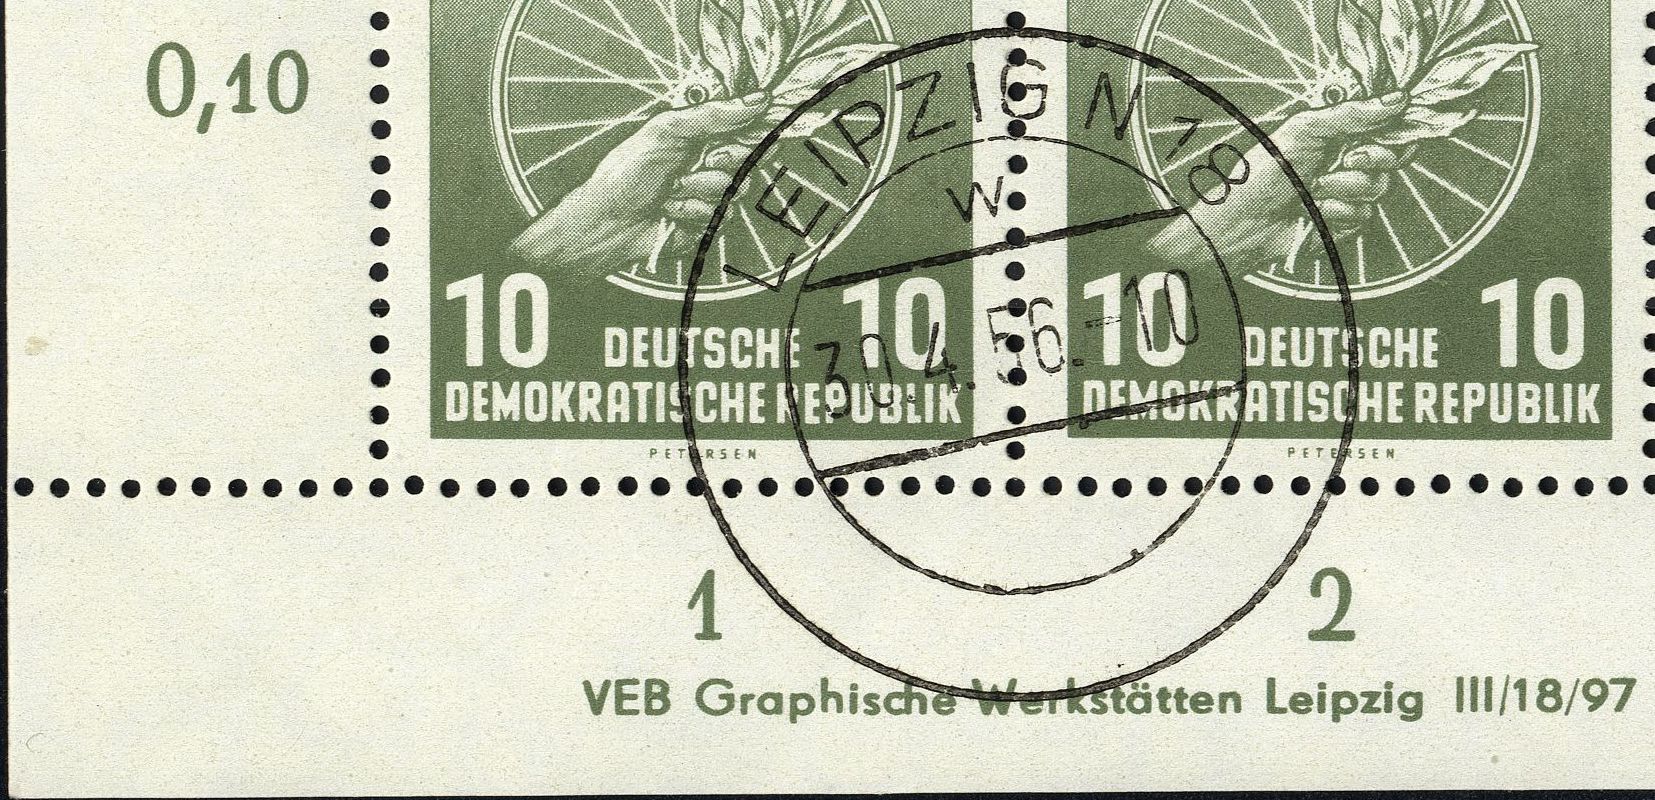 0,10
LEIPZIG N 18
w
30.4.56.-10
10 10
DEUTSCHE
DEMOKRATISCHE REPUBLIK
PETERSEN
10 10
DEUTSCHE
DEMOKRATISCHE REPUBLIK
PETERSEN
1 2
VEB Graphische Werkstätten Leipzig III/18/97